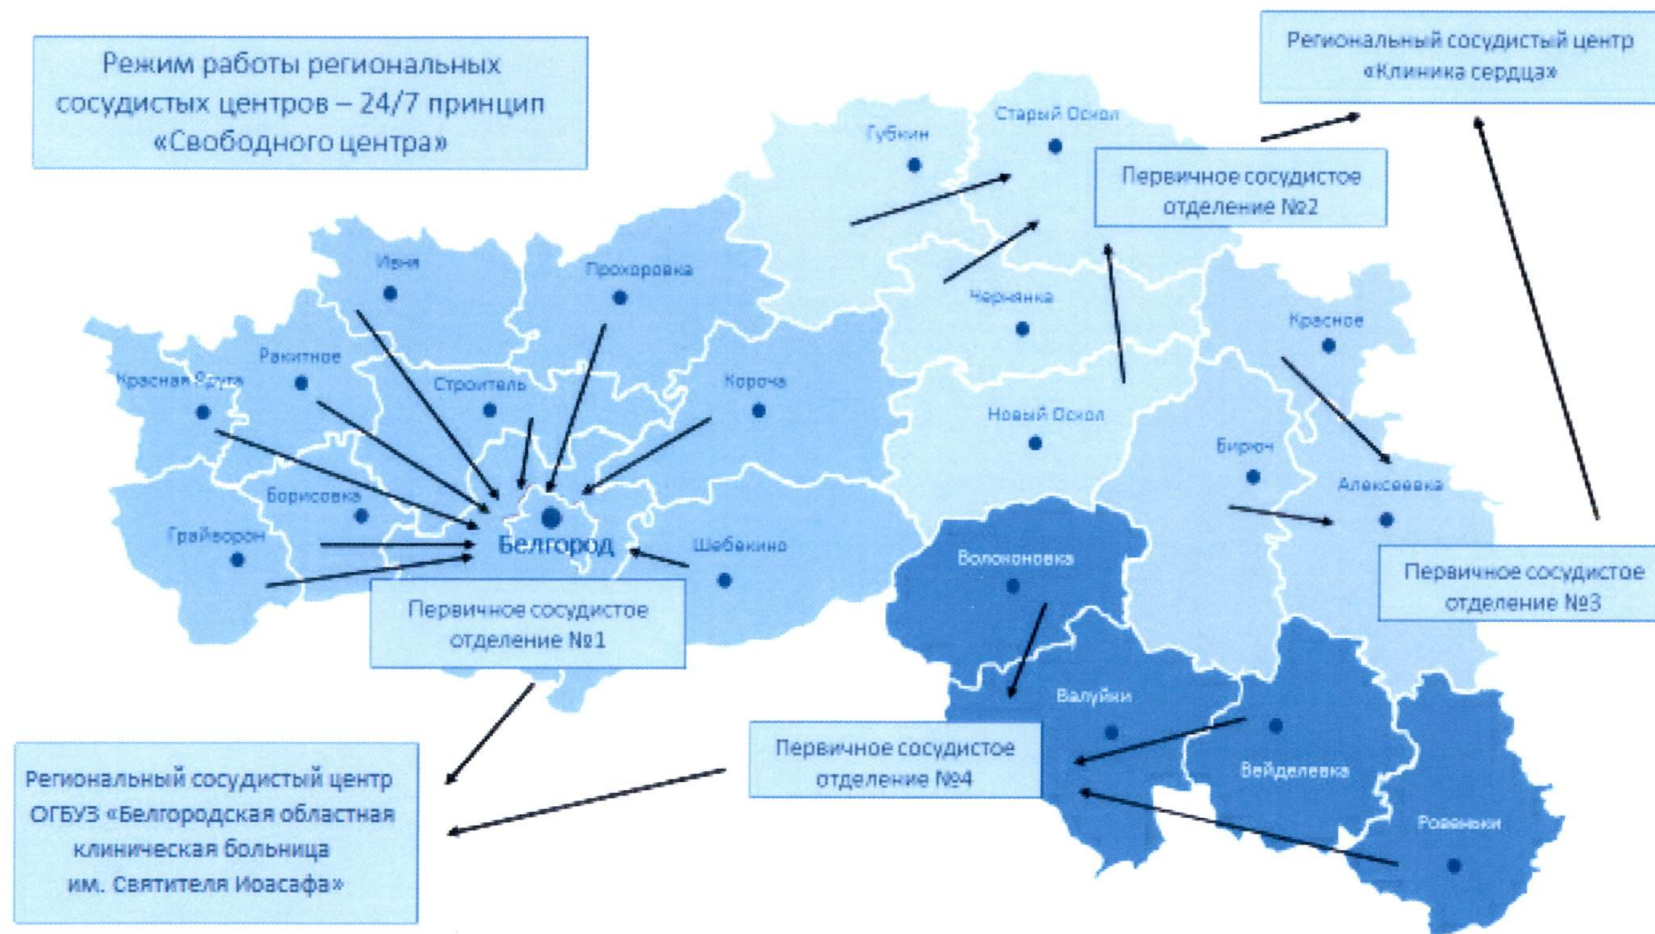 Режим работы региональных
сосудистых центров – 24/7 принцип
«Свободного центра»
Региональный сосудистый центр
«Клиника сердца»
Старый Оскол
Губкин
Первичное сосудистое
отделение №2
Ивня
Прохоровка
Чернянка
Красное
Ракитное
Красная Яруга
Строитель
Короча
Новый Оскол
Бирюч
Алексеевка
Борисовка
Грайворон
Белгород
Шебекино
Волоконовка
Первичное сосудистое
отделение №3
Первичное сосудистое
отделение №1
Валуйки
Первичное сосудистое
отделение №4
Вейделевка
Ровеньки
Региональный сосудистый центр
ОГБУЗ «Белгородская областная
клиническая больница
им. Святителя Иоасафа»